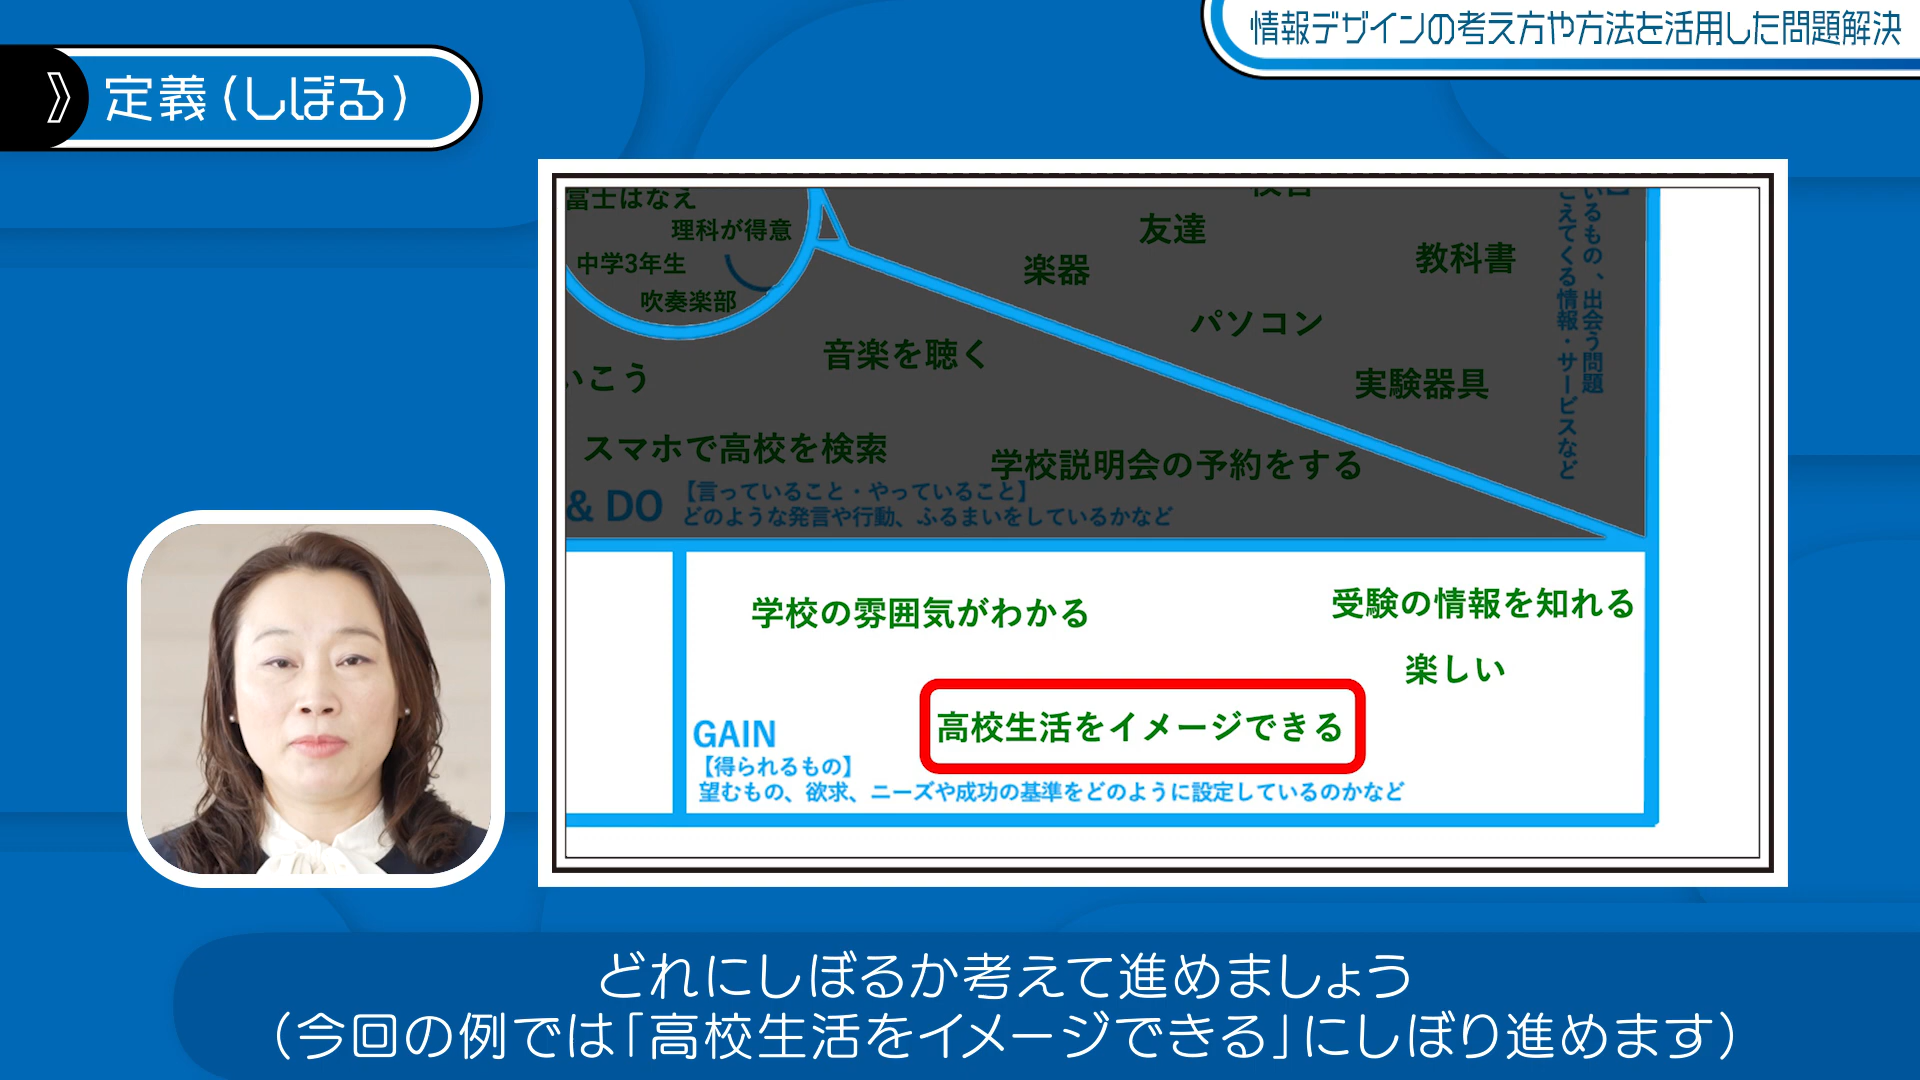 情報デザインの考え方や方法を活用した問題解決
》定義(しぼる)
富士はなえ
理科が得意
中学3年生
吹奏楽部
友達
楽器
教科書
パソコン
音楽を聴く
いこう
実験器具
スマホで高校を検索
学校説明会の予約をする
いるもの、出会う問題
こえてくる情報・サービスなど
& DO
【言っていること・やっていること】
どのような発言や行動、ふるまいをしているかなど
学校の雰囲気がわかる
受験の情報を知れる
楽しい
高校生活をイメージできる
GAIN
【得られるもの】
望むもの、欲求、ニーズや成功の基準をどのように設定しているのかなど
どれにしぼるか考えて進めましょう
(今回の例では「高校生活をイメージできる」にしぼり進めます)